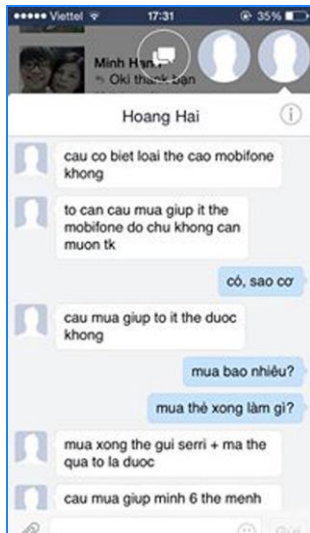 Viettel 17:31 35%
Minh Hạnh
Oki thank bạn
Hoang Hai
cau co biet loai the cao mobifone
khong
to can cau mua giup it the
mobifone do chu khong can
muon tk
có, sao cơ
cau mua giup to it the duoc
khong
mua bao nhiêu?
mua thẻ xong làm gì?
mua xong the gui serri + ma the
qua to la duoc
cau mua giup minh 6 the menh
Gửi